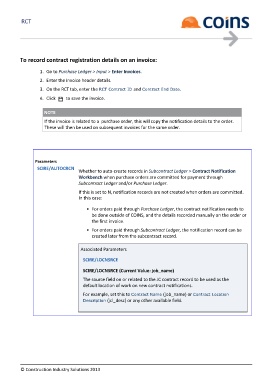 RCT
COINS
To record contract registration details on an invoice:
1. Go to Purchase Ledger > Input > Enter Invoices.
2. Enter the invoice header details.
3. On the RCT tab, enter the RCT Contract ID and Contract End Date.
4. Click to save the invoice.
NOTE
If the invoice is related to a purchase order, this will copy the notification details to the order.
These will then be used on subsequent invoices for the same order.
Parameters
SCRE/AUTOCREN
Whether to auto create records in Subcontract Ledger > Contract Notification
Workbench when purchase orders are committed for payment through
Subcontract Ledger and/or Purchase Ledger.
If this is set to N, notification records are not created when orders are committed.
In this case:
• For orders paid through Purchase Ledger, the contract notification needs to
be done outside of COINS, and the details recorded manually on the order or
the first invoice
• For orders paid through Subcontract Ledger, the notification record can be
created later from the subcontract record.
Associated Parameters:
SCRE/LOCNSRCE
SCRE/LOCNSRCE (Current Value: job_name)
The source field on or related to the JC contract record to be used as the
default location of work on new contract notifications.
For example, set this to Contract Name (job_name) or Contract Location
Description (jcl_desc) or any other available field.
© Construction Industry Solutions 2013